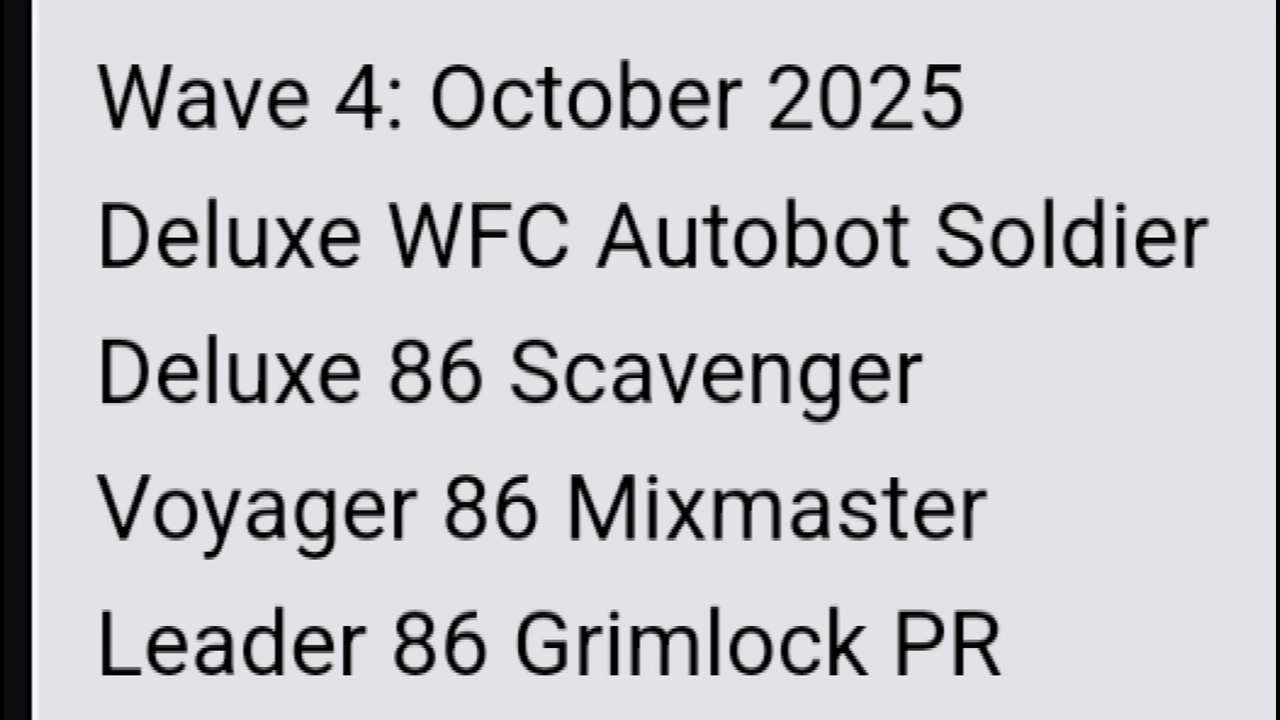 Wave 4: October 2025
Deluxe WFC Autobot Soldier
Deluxe 86 Scavenger
Voyager 86 Mixmaster
Leader 86 Grimlock PR